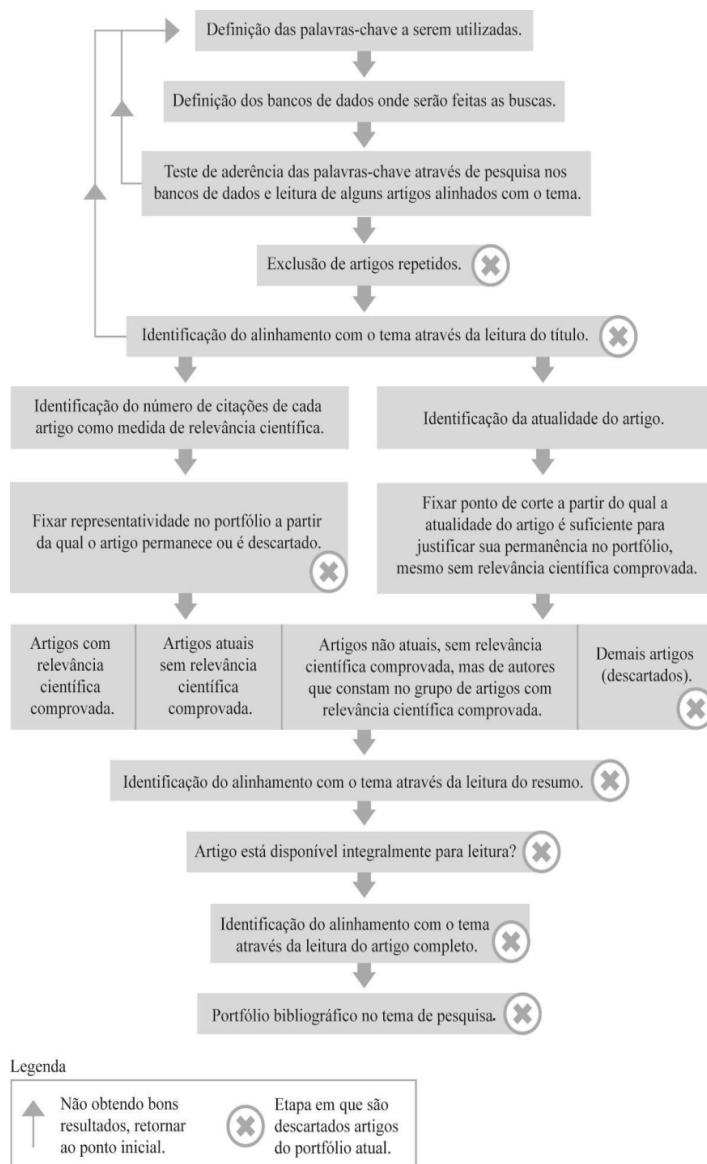 Definição das palavras-chave a serem utilizadas.
Definição dos bancos de dados onde serão feitas as buscas.
Teste de aderência das palavras-chave através de pesquisa nos
bancos de dados e leitura de alguns artigos alinhados com o tema.
Exclusão de artigos repetidos.
Identificação do alinhamento com o tema através da leitura do título.
Identificação do número de citações de cada
artigo como medida de relevância científica.
Identificação da atualidade do artigo.
Fixar representatividade no portfólio a partir
da qual o artigo permanece ou é descartado.
Fixar ponto de corte a partir do qual a
atualidade do artigo é suficiente para
justificar sua permanência no portfólio,
mesmo sem relevância científica comprovada.
Artigos com
relevância
científica
comprovada.
Artigos atuais
sem relevância
científica
comprovada.
Artigos não atuais, sem relevância
científica comprovada, mas de autores
que constam no grupo de artigos com
relevância científica comprovada.
Demais artigos
(descartados).
Identificação do alinhamento com o tema através da leitura do resumo.
Artigo está disponível integralmente para leitura?
Identificação do alinhamento com o tema
através da leitura do artigo completo.
Portfólio bibliográfico no tema de pesquisa.
Legenda
Não obtendo bons
resultados, retornar
ao ponto inicial.
Etapa em que são
descartados artigos
do portfólio atual.